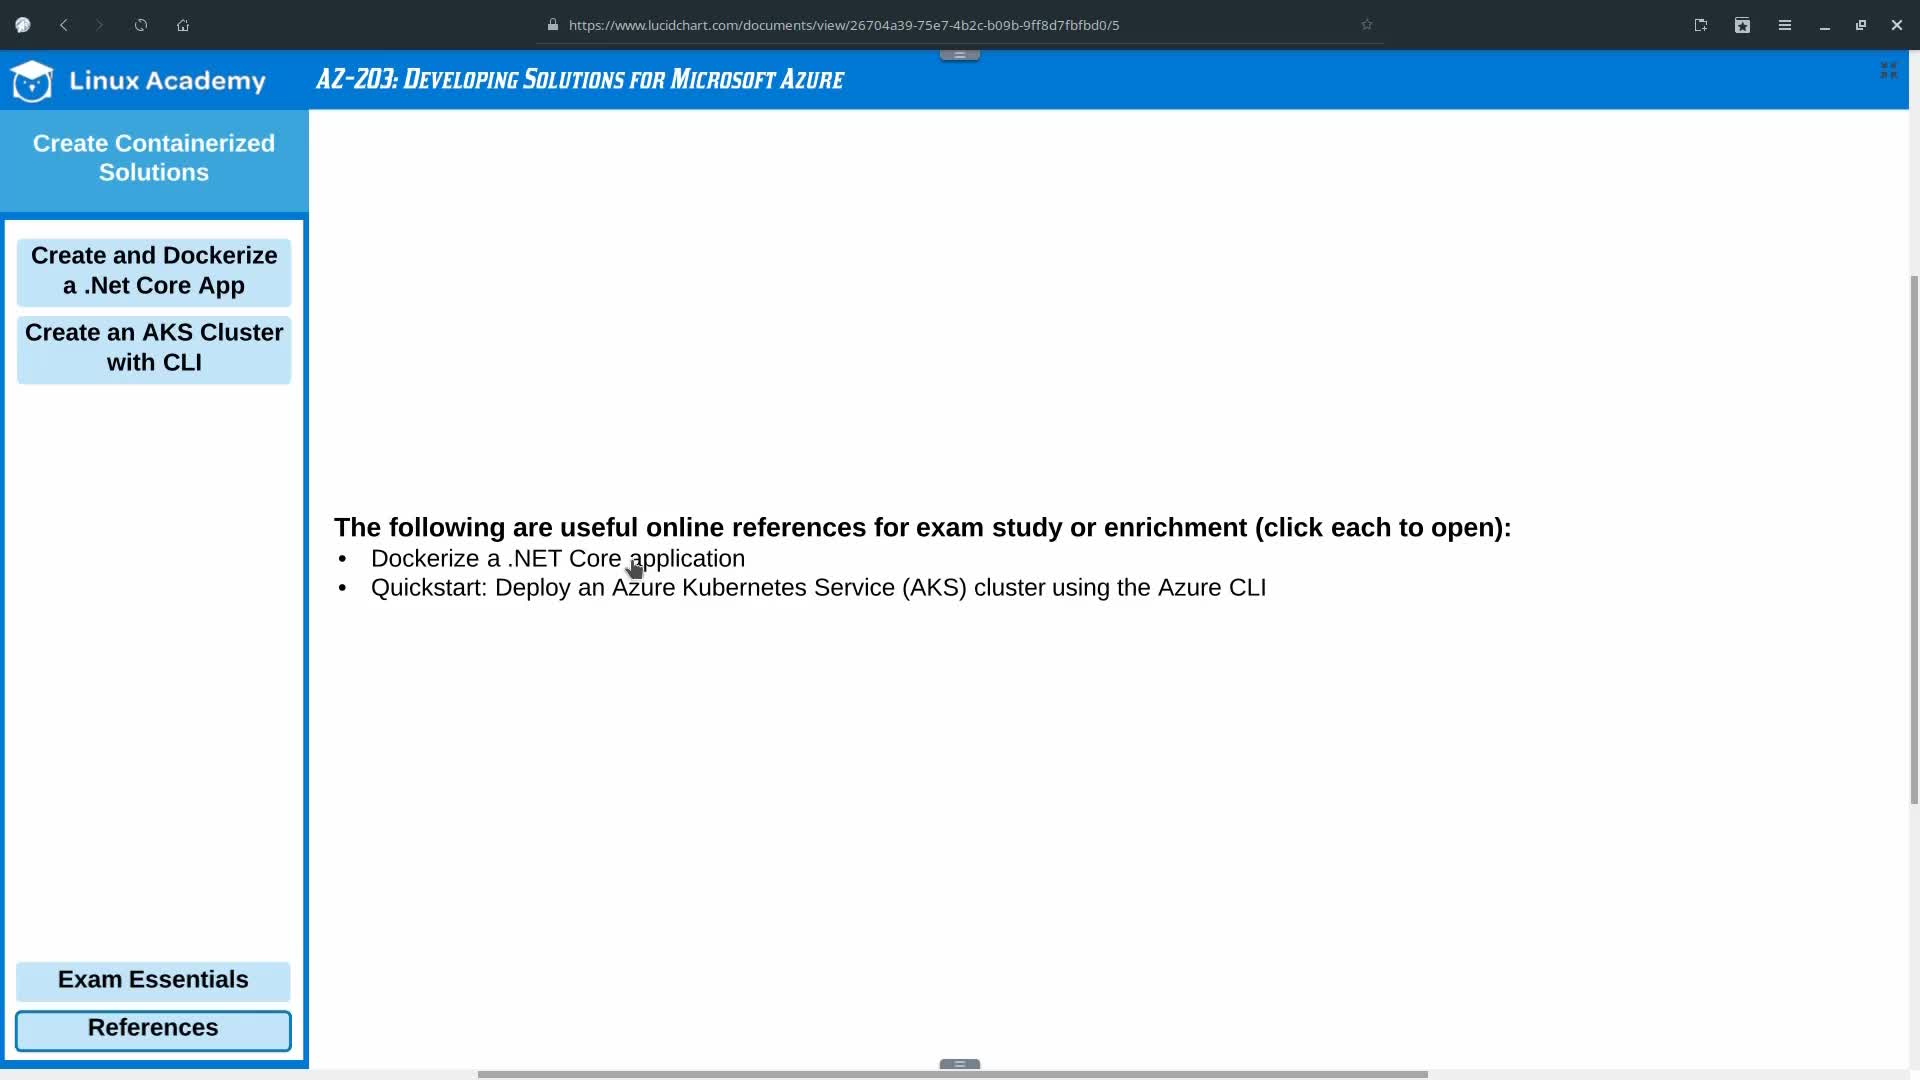 https://www.lucidchart.com/documents/view/26704a39-75e7-4b2c-b09b-9ff8d7fbfbd0/5
Linux Academy
AZ-203: Developing Solutions for Microsoft Azure
Create Containerized
Solutions
Create and Dockerize
a .Net Core App
Create an AKS Cluster
with CLI
The following are useful online references for exam study or enrichment (click each to open):
• Dockerize a .NET Core application
• Quickstart: Deploy an Azure Kubernetes Service (AKS) cluster using the Azure CLI
Exam Essentials
References